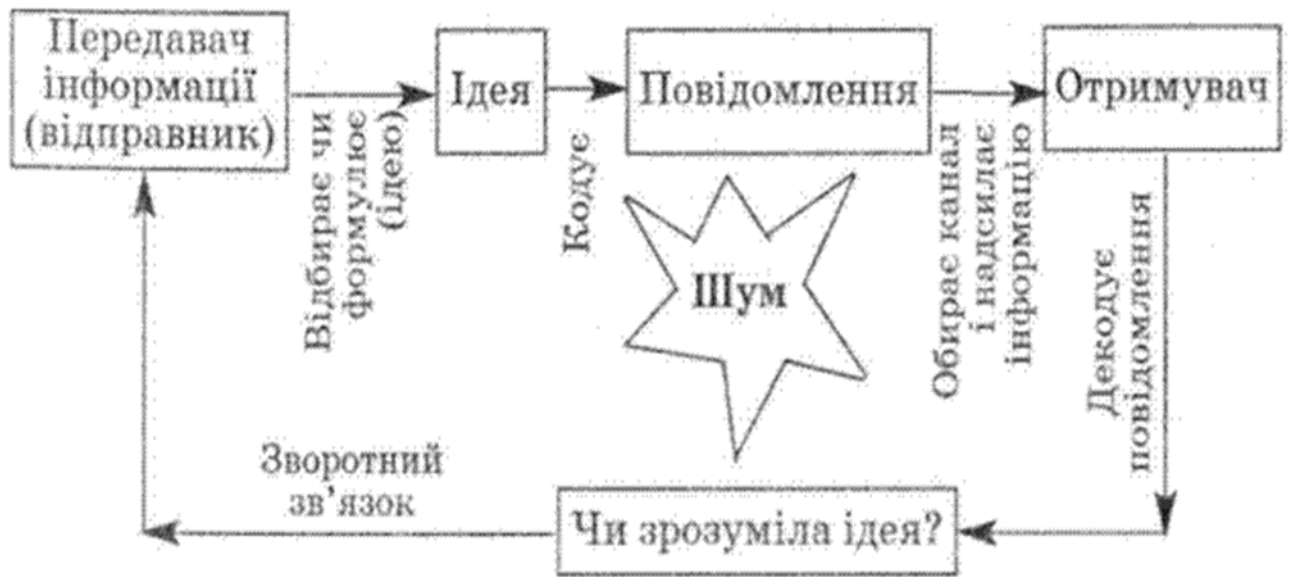 Передавач
інформації
(відправник)
Відбирає чи
формулює
(ідею)
Ідея
Кодує
Повідомлення
Обирає канал
і надсилає
інформацію
Отримувач
Декодує
повідомлення
Шум
Чи зрозуміла ідея?
Зворотний
зв'язок